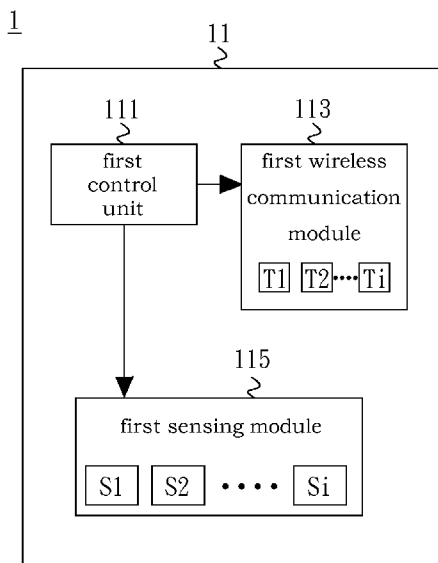 1
11
111
113
first
control
unit
first wireless
communication
module
T1 T2 ···· Ti
115
first sensing module
S1 S2 ···· Si